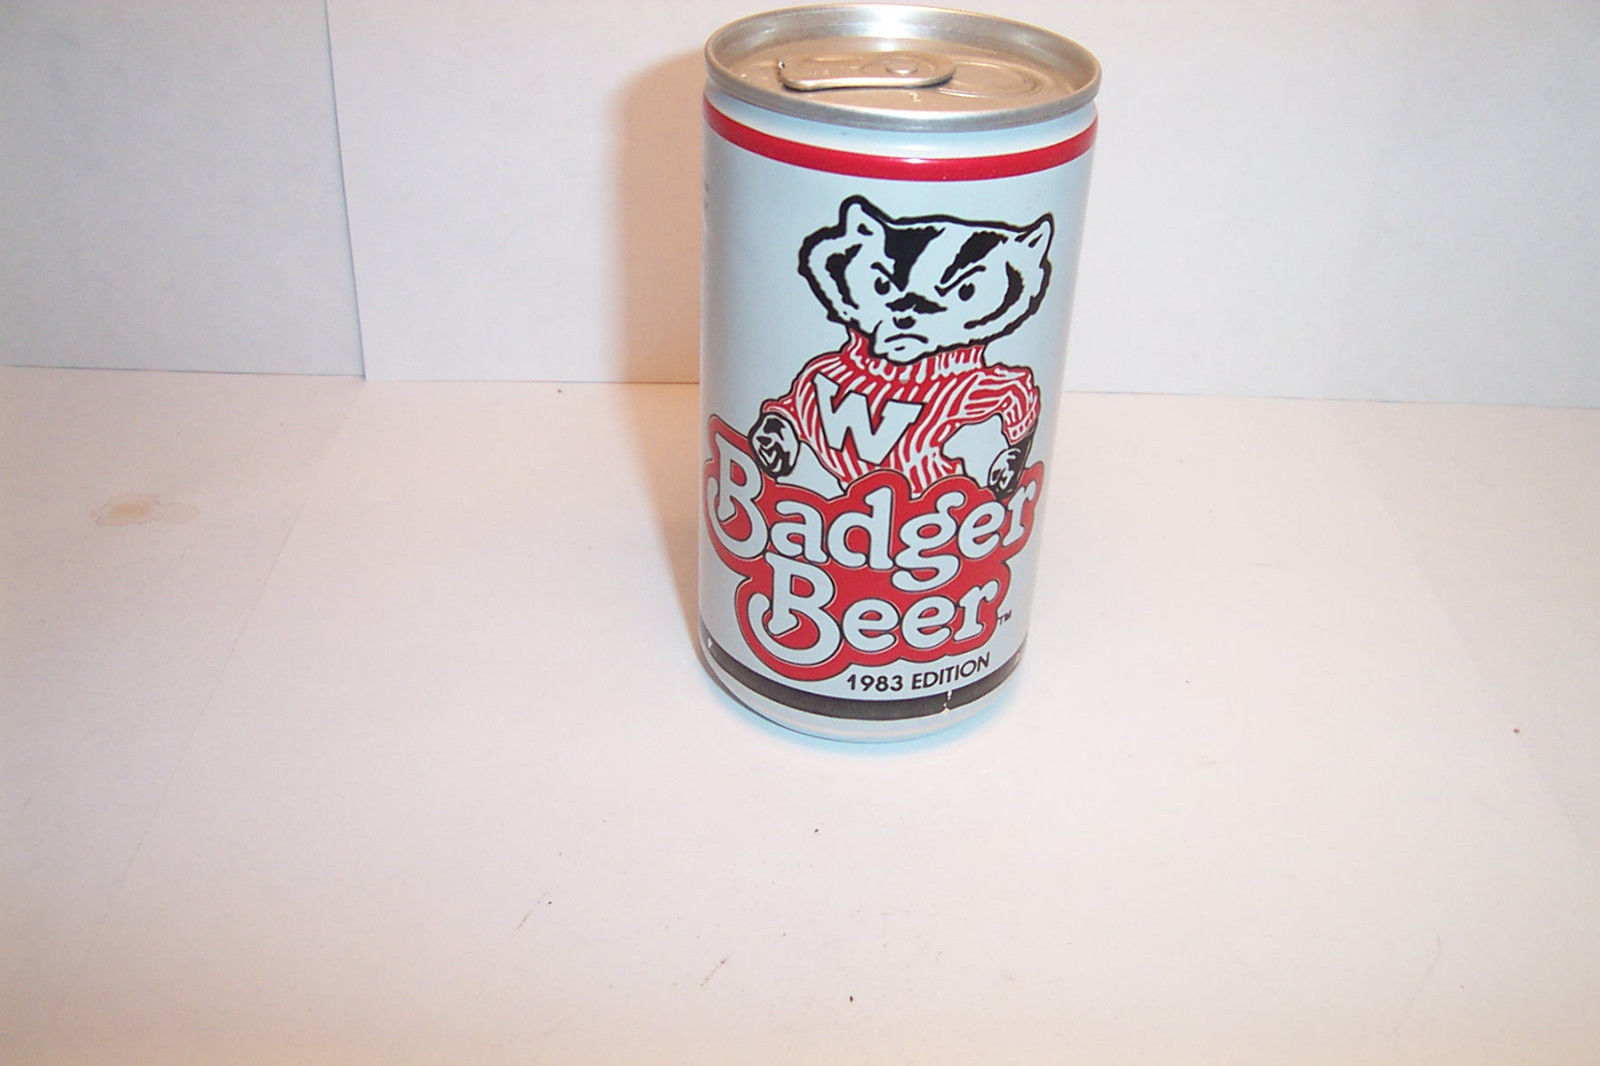 W
Badger
Beer™
1983 EDITION